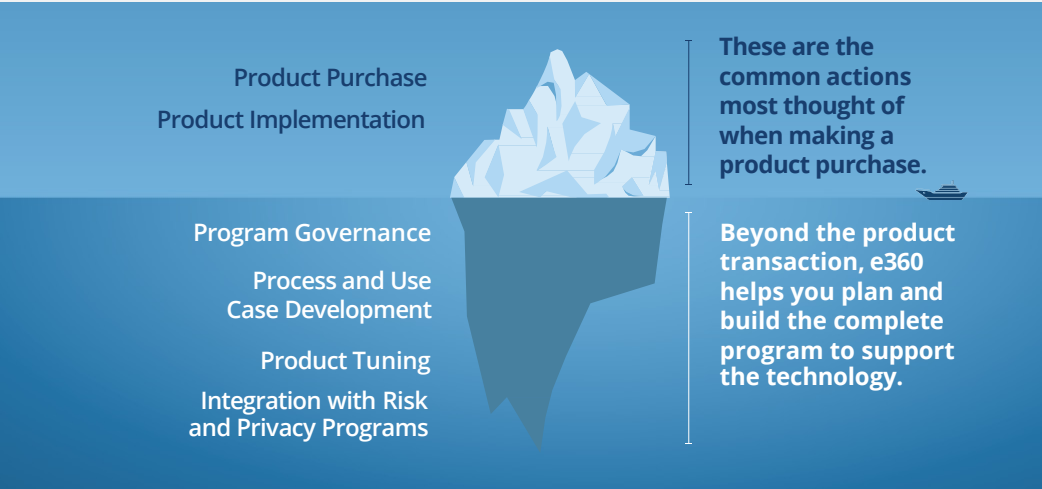 Product Purchase
Product Implementation
These are the
common actions
most thought of
when making a
product purchase.
Program Governance
Process and Use
Case Development
Product Tuning
Integration with Risk
and Privacy Programs
Beyond the product
transaction, e360
helps you plan and
build the complete
program to support
the technology.